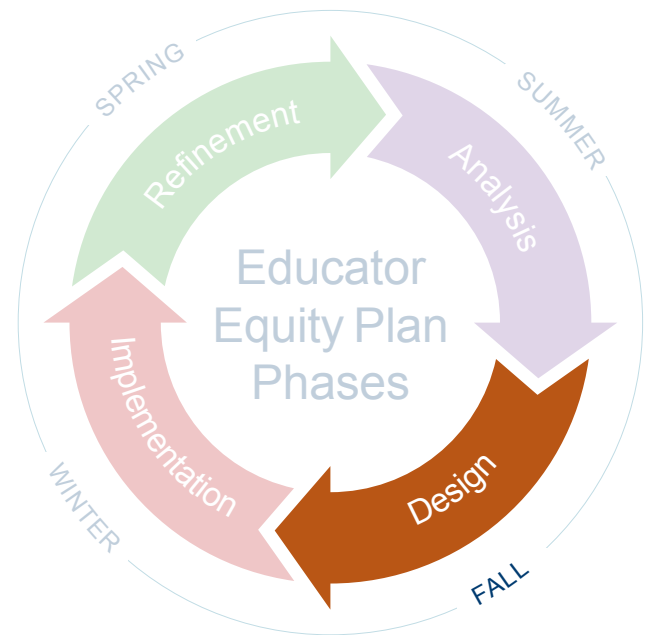 SPRING
SUMMER
Refinement
Analysis
Educator
Equity Plan
Phases
Implementation
Design
WINTER
FALL